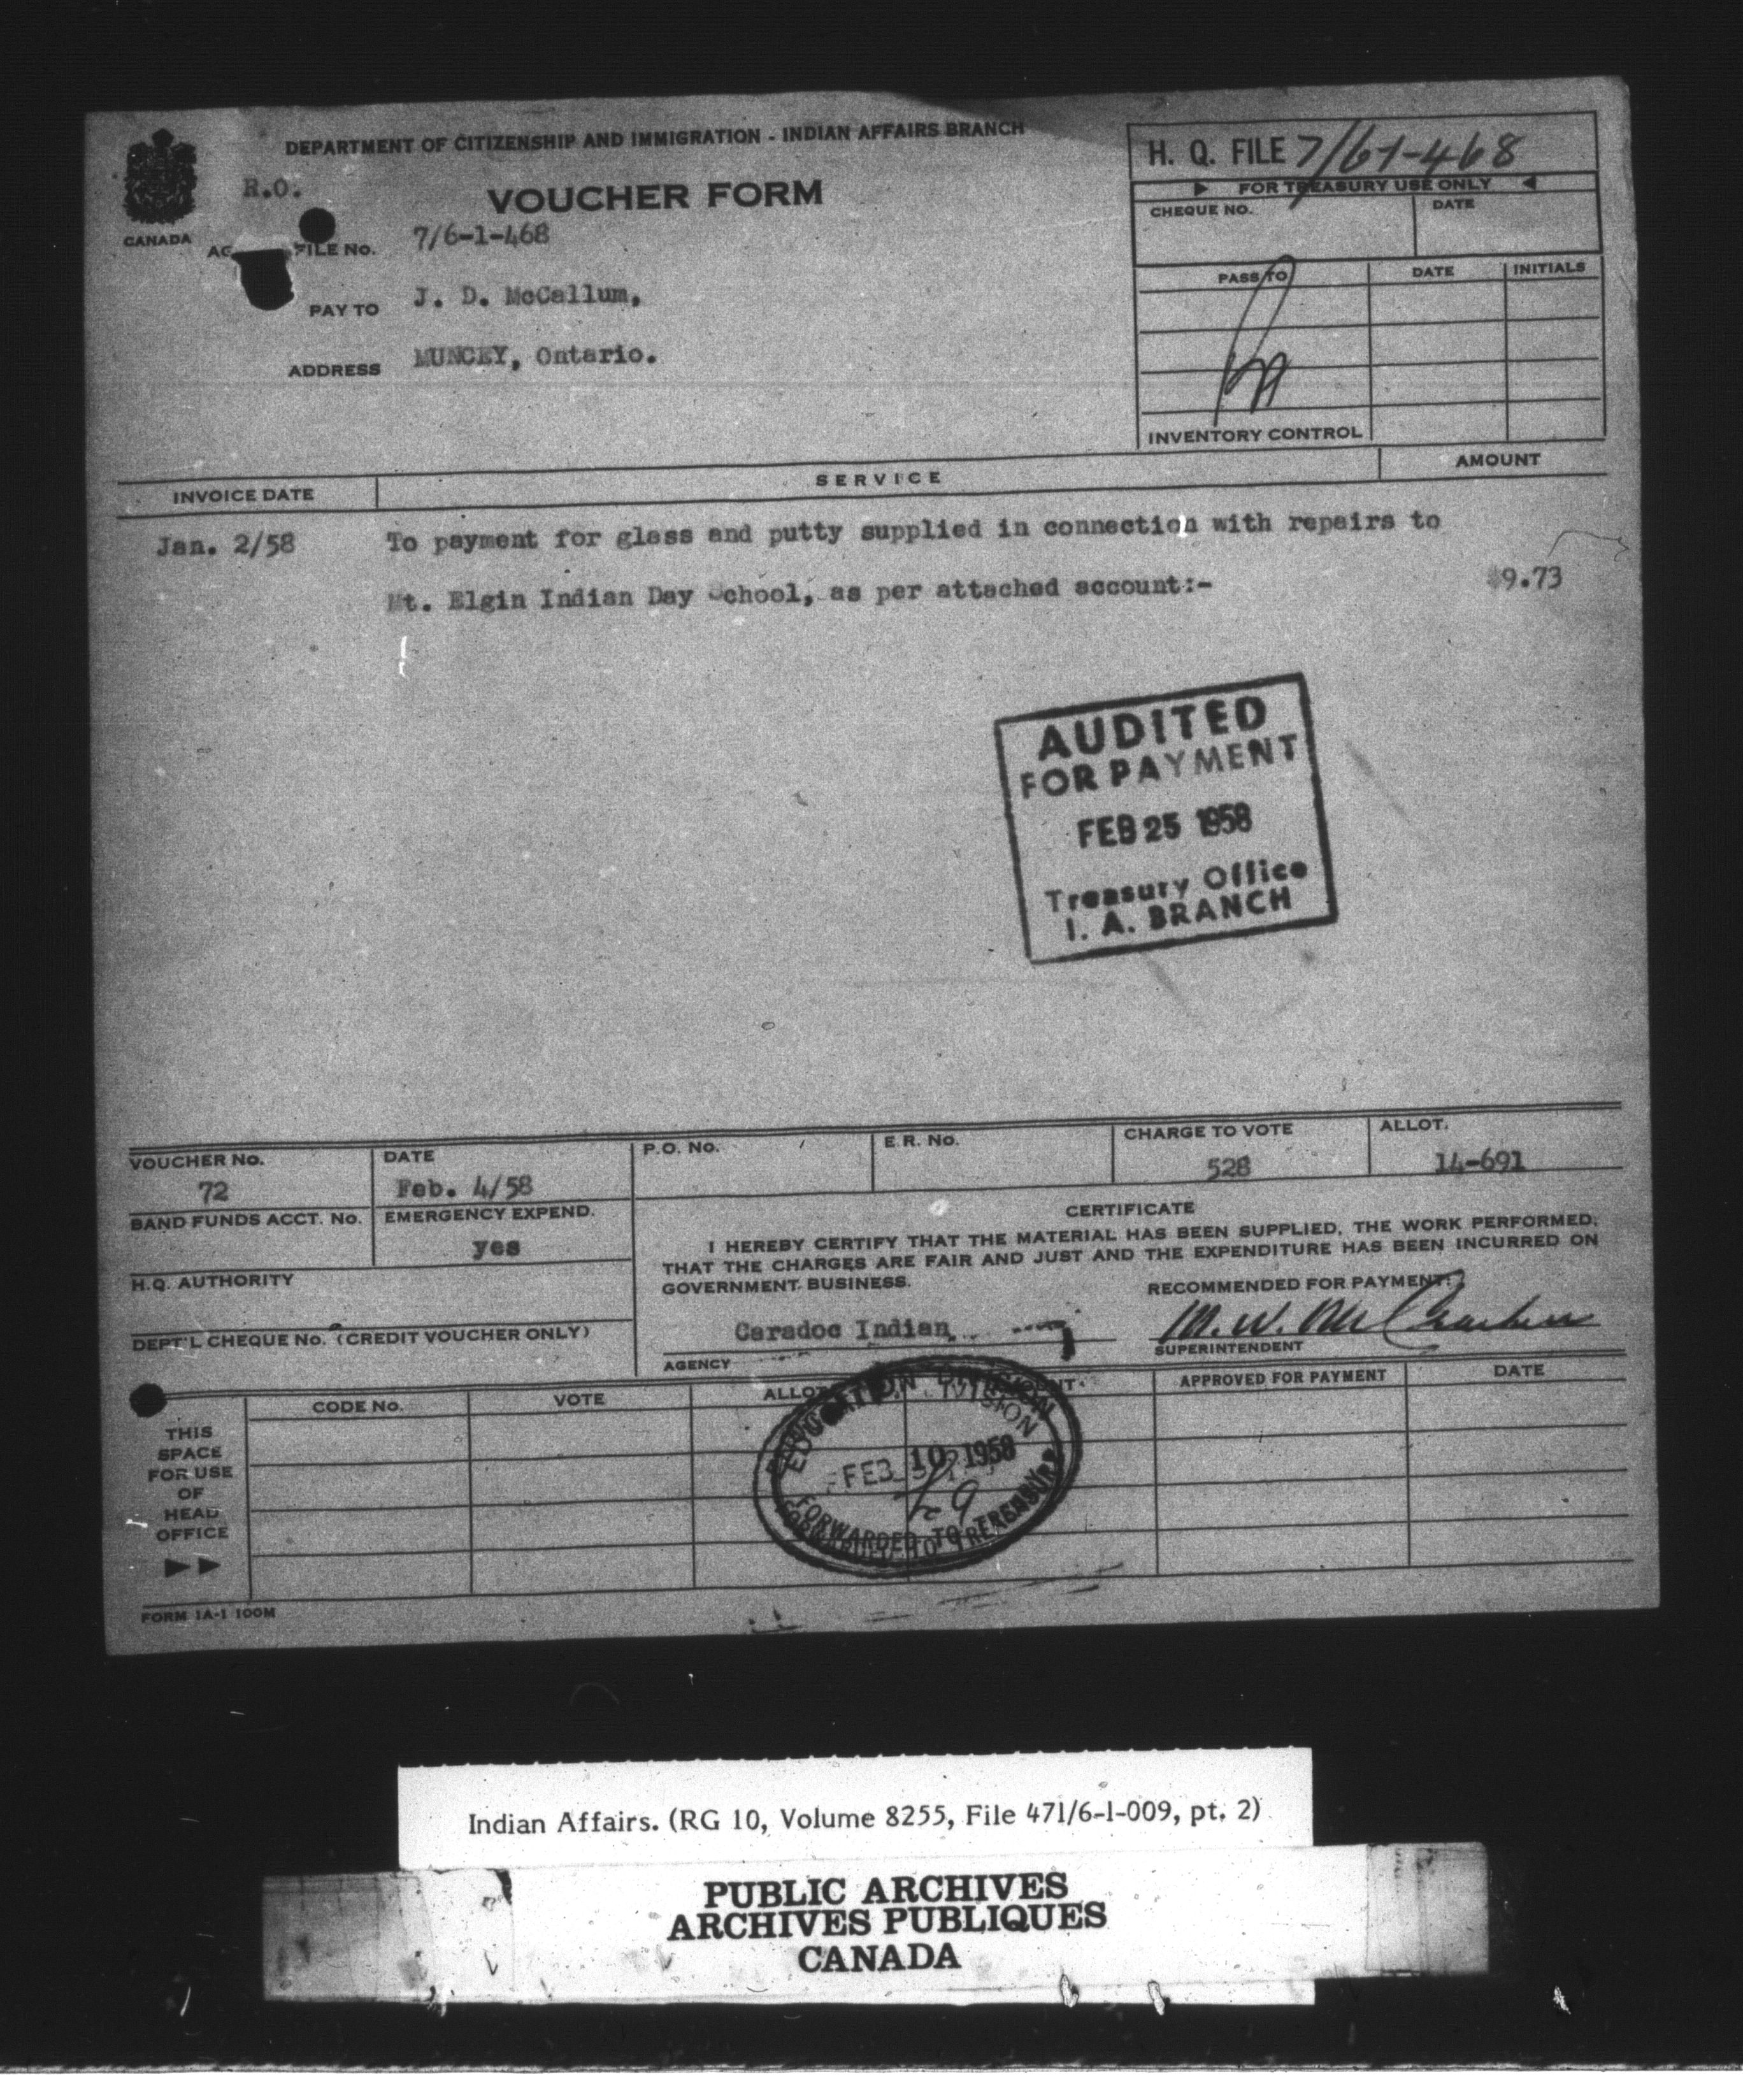 DEPARTMENT OF CITIZENSHIP AND IMMIGRATION - INDIAN AFFAIRS BRANCH
H. Q. FILE 7/6-1-468
R.O.
VOUCHER FORM
FOR TREASURY USE ONLY
CHEQUE NO. DATE
CANADA
FILE No. 7/6-1-468
PASS TO DATE INITIALS
PAY TO J. D. McCallum,
ADDRESS MUNCEY, Ontario.
INVENTORY CONTROL
INVOICE DATE SERVICE AMOUNT
Jan. 2/58 To payment for glass and putty supplied in connection with repairs to
Mt. Elgin Indian Day School, as per attached account:- $9.73
AUDITED
FOR PAYMENT
FEB 25 1958
Treasury Office
I. A. BRANCH
VOUCHER No. DATE P.O. No. E.R. No. CHARGE TO VOTE ALLOT.
72 Feb. 4/58 528 14-691
BAND FUNDS ACCT. No. EMERGENCY EXPEND.
yes
H.Q. AUTHORITY
DEPT'L CHEQUE No. (CREDIT VOUCHER ONLY)
CERTIFICATE
I HEREBY CERTIFY THAT THE MATERIAL HAS BEEN SUPPLIED, THE WORK PERFORMED,
THAT THE CHARGES ARE FAIR AND JUST AND THE EXPENDITURE HAS BEEN INCURRED ON
GOVERNMENT BUSINESS.
RECOMMENDED FOR PAYMENT:
Caradoc Indian
M. W. McCracken
AGENCY SUPERINTENDENT
CODE No. VOTE APPROVED FOR PAYMENT DATE
THIS
SPACE
FOR USE
OF
HEAD
OFFICE
EDUCATION DIVISION
FEB 10 1958
FORWARDED TO TREASURY
FORM IA-1 100M
Indian Affairs. (RG 10, Volume 8255, File 471/6-1-009, pt. 2)
PUBLIC ARCHIVES
ARCHIVES PUBLIQUES
CANADA